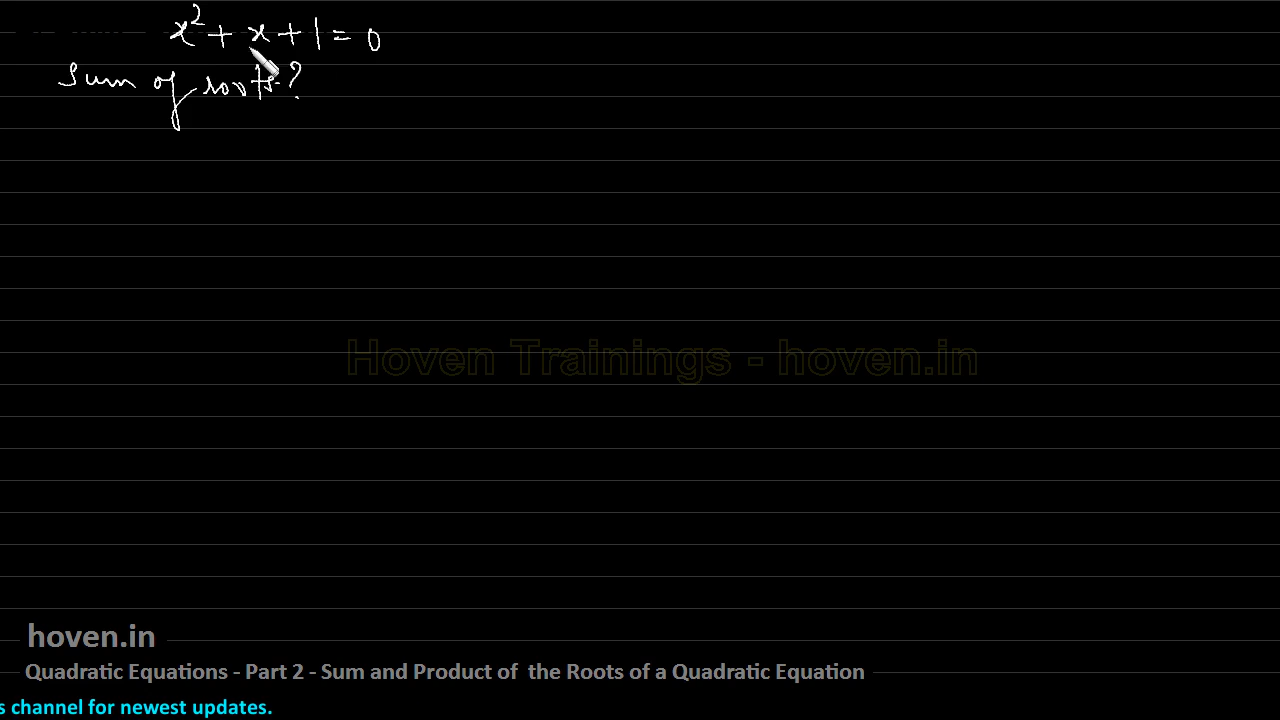 x² + x + 1 = 0
Sum of roots?
Hoven Trainings - hoven.in
hoven.in
Quadratic Equations - Part 2 - Sum and Product of the Roots of a Quadratic Equation
s channel for newest updates.